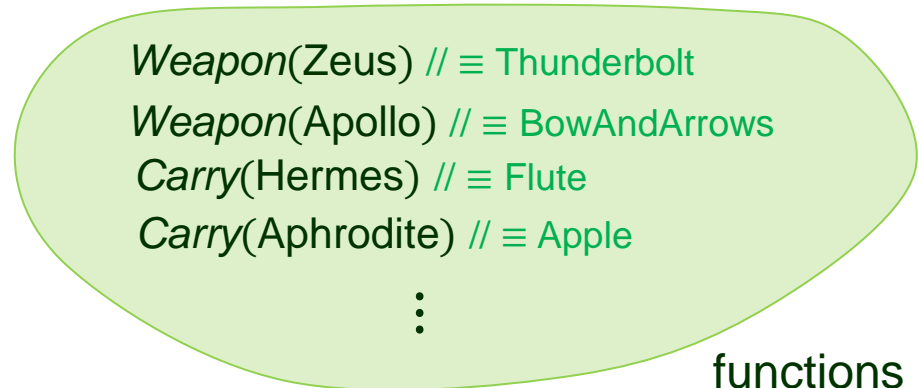 Weapon(Zeus) // ≡ Thunderbolt
Weapon(Apollo) // ≡ BowAndArrows
Carry(Hermes) // ≡ Flute
Carry(Aphrodite) // ≡ Apple
⋮
functions